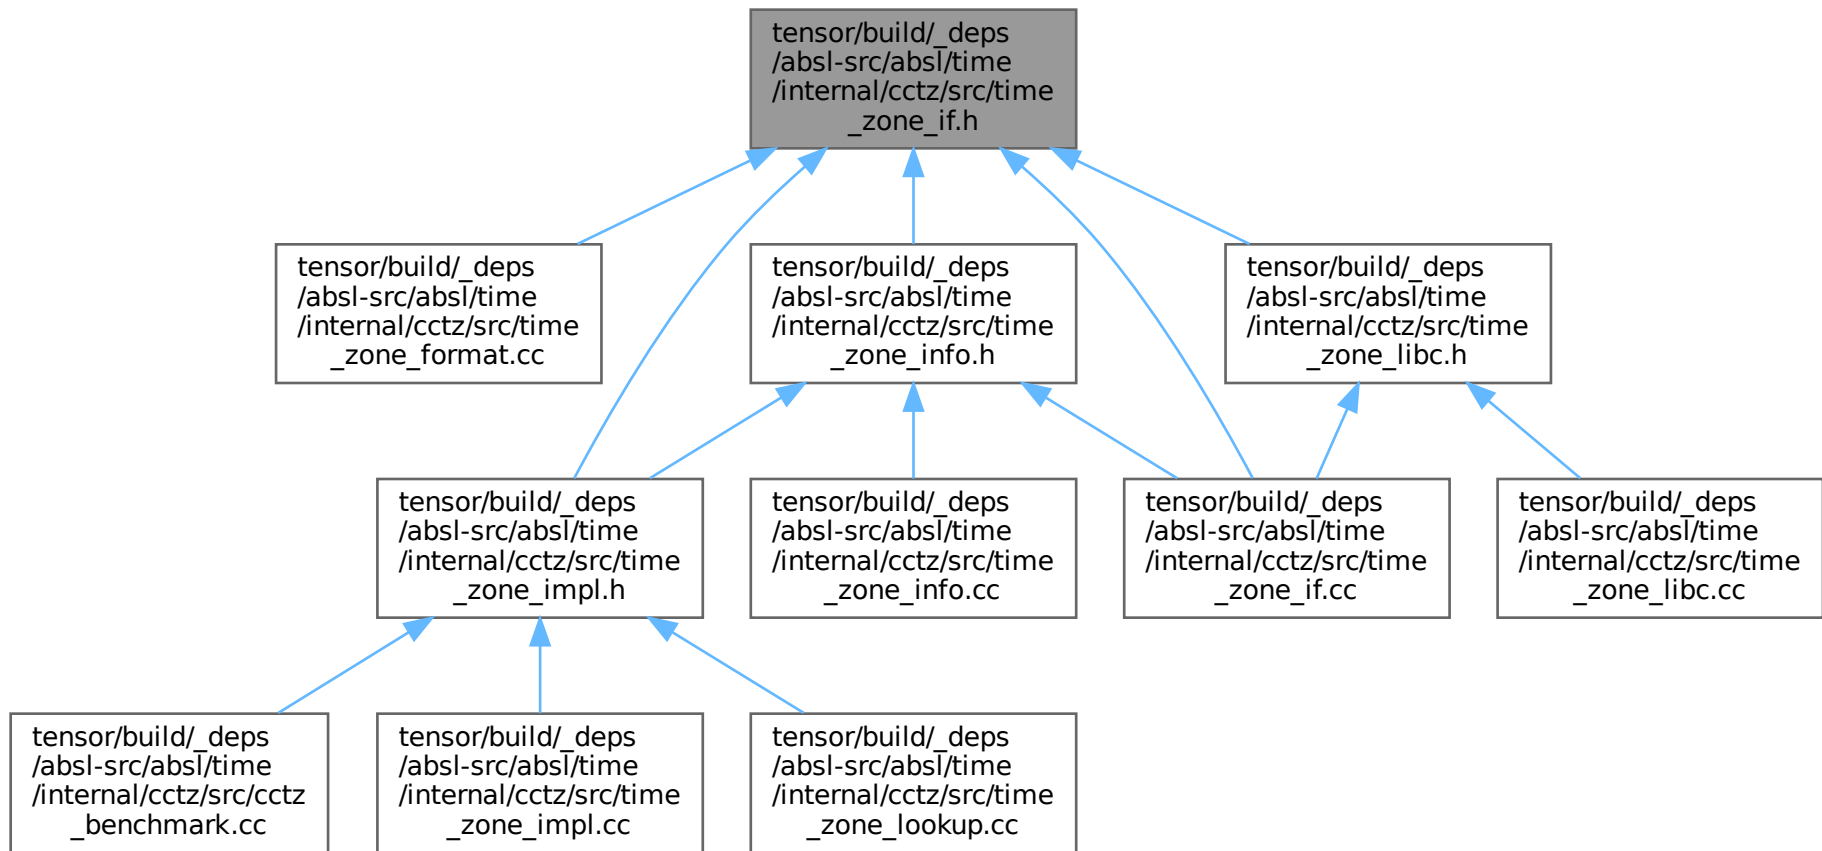 tensor/build/_deps
/absl-src/absl/time
/internal/cctz/src/time
_zone_if.h
tensor/build/_deps
/absl-src/absl/time
/internal/cctz/src/time
_zone_format.cc
tensor/build/_deps
/absl-src/absl/time
/internal/cctz/src/time
_zone_info.h
tensor/build/_deps
/absl-src/absl/time
/internal/cctz/src/time
_zone_libc.h
tensor/build/_deps
/absl-src/absl/time
/internal/cctz/src/time
_zone_impl.h
tensor/build/_deps
/absl-src/absl/time
/internal/cctz/src/time
_zone_info.cc
tensor/build/_deps
/absl-src/absl/time
/internal/cctz/src/time
_zone_if.cc
tensor/build/_deps
/absl-src/absl/time
/internal/cctz/src/time
_zone_libc.cc
tensor/build/_deps
/absl-src/absl/time
/internal/cctz/src/cctz
_benchmark.cc
tensor/build/_deps
/absl-src/absl/time
/internal/cctz/src/time
_zone_impl.cc
tensor/build/_deps
/absl-src/absl/time
/internal/cctz/src/time
_zone_lookup.cc